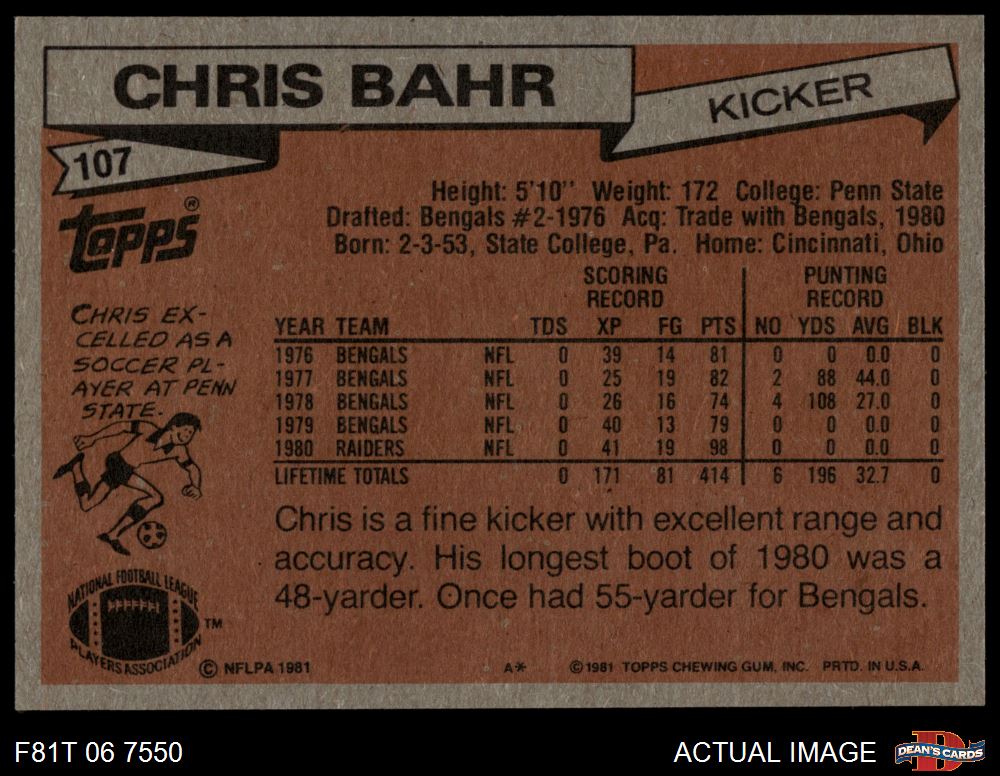 CHRIS BAHR
KICKER
107
Topps®
Height: 5'10'' Weight: 172 College: Penn State
Drafted: Bengals #2-1976 Acq: Trade with Bengals, 1980
Born: 2-3-53, State College, Pa. Home: Cincinnati, Ohio
CHRIS EX-
CELLED AS A
SOCCER PL-
AYER AT PENN
STATE.
SCORING RECORD PUNTING RECORD
YEAR TEAM TDS XP FG PTS NO YDS AVG BLK
1976 BENGALS NFL 0 39 14 81 0 0 0.0 0
1977 BENGALS NFL 0 25 19 82 2 88 44.0 0
1978 BENGALS NFL 0 26 16 74 4 108 27.0 0
1979 BENGALS NFL 0 40 13 79 0 0 0.0 0
1980 RAIDERS NFL 0 41 19 98 0 0 0.0 0
LIFETIME TOTALS 0 171 81 414 6 196 32.7 0
Chris is a fine kicker with excellent range and
accuracy. His longest boot of 1980 was a
48-yarder. Once had 55-yarder for Bengals.
NATIONAL FOOTBALL LEAGUE
PLAYERS ASSOCIATION
TM
© NFLPA 1981 A* © 1981 TOPPS CHEWING GUM, INC. PRTD. IN U.S.A.
F81T 06 7550 ACTUAL IMAGE DEAN'S CARDS